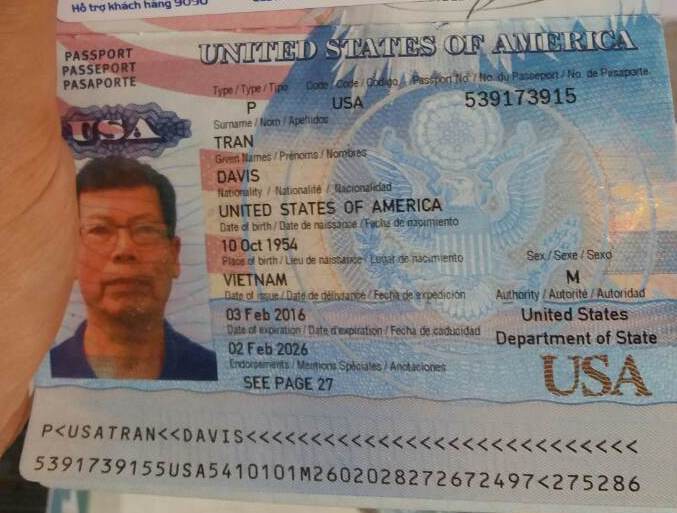 Hỗ trợ khách hàng 9090
PASSPORT
PASSEPORT
PASAPORTE
UNITED STATES OF AMERICA
Type / Type / Tipo Code / Code / Código Passport No. / No. du Passeport / No. de Pasaporte
P USA 539173915
USA
Surname / Nom / Apellidos
TRAN
Given Names / Prénoms / Nombres
DAVIS
Nationality / Nationalité / Nacionalidad
UNITED STATES OF AMERICA
Date of birth / Date de naissance / Fecha de nacimiento
10 Oct 1954
Place of birth / Lieu de naissance / Lugar de nacimiento Sex / Sexe / Sexo
VIETNAM M
Date of issue / Date de délivrance / Fecha de expedición Authority / Autorité / Autoridad
03 Feb 2016 United States
Date of expiration / Date d'expiration / Fecha de caducidad Department of State
02 Feb 2026
Endorsements / Mentions Spéciales / Anotaciones
SEE PAGE 27
USA
P<USATRAN<<DAVIS<<<<<<<<<<<<<<<<<<<<<<<<<<<<
5391739155USA5410101M2602028272672497<275286